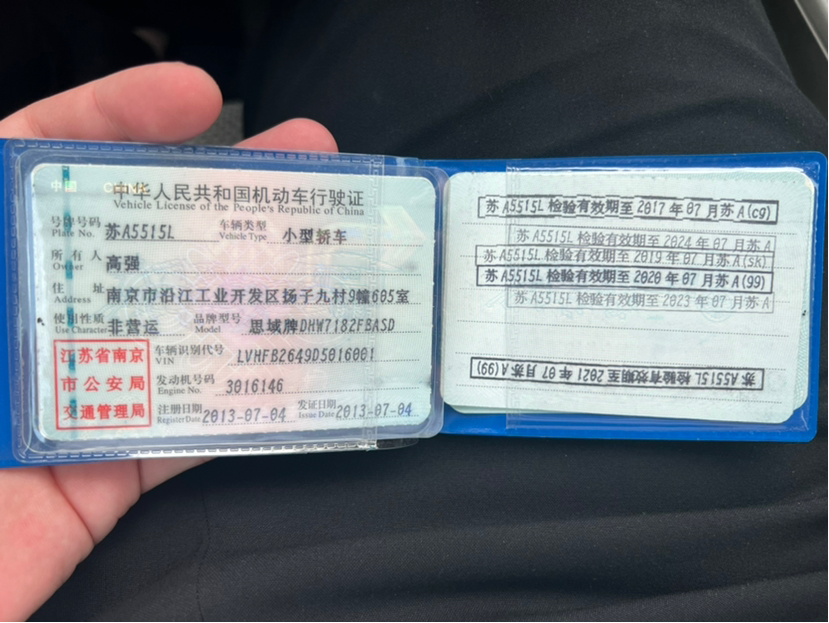 中国 CHINA
中华人民共和国机动车行驶证
Vehicle License of the People's Republic of China
号牌号码 Plate No. 苏A5515L 车辆类型 Vehicle Type 小型轿车
所有人 Owner 高强
住址 Address 南京市沿江工业开发区扬子九村9幢605室
使用性质 Use Character 非营运 品牌型号 Model 思域牌DHW7182FBASD
江苏省南京市公安局交通管理局
车辆识别代号 VIN LVHFB2649D5016001
发动机号码 Engine No. 3016146
注册日期 Register Date 2013-07-04 发证日期 Issue Date 2013-07-04
苏A5515L 检验有效期至 2017 年 07 月苏A(cg)
苏A5515L 检验有效期至 2024 年 07 月苏A
苏A5515L 检验有效期至 2019 年 07 月苏A(sk)
苏A5515L 检验有效期至 2020 年 07 月苏A(99)
苏A5515L 检验有效期至 2023 年 07 月苏A
苏A5515L 检验有效期至 2021 年 07 月苏A(99)